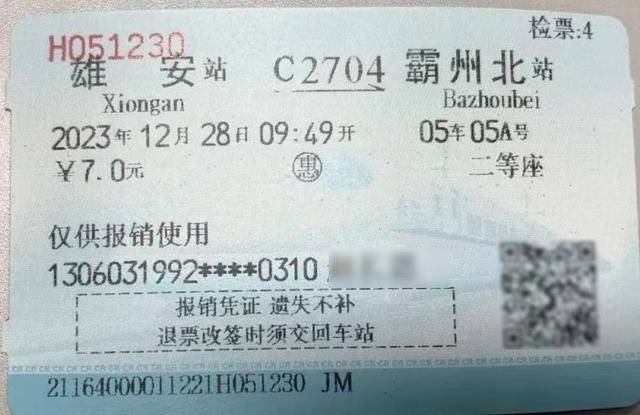 检票:4
H051230
雄安站 C2704 霸州北站
Xiongan Bazhoubei
2023年12月28日09:49开 05车05A号
￥7.0元 惠 二等座
仅供报销使用
1306031992****0310
报销凭证 遗失不补
退票改签时须交回车站
21164000011221H051230 JM